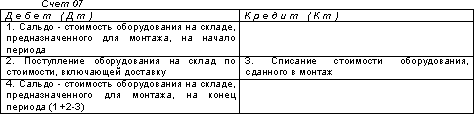 Счет 07
Дебет (Дт)
Кредит (Кт)
1. Сальдо - стоимость оборудования на складе,
предназначенного для монтажа, на начало
периода
2. Поступление оборудования на склад по
стоимости, включающей доставку
3. Списание стоимости оборудования,
сданного в монтаж
4. Сальдо - стоимость оборудования на складе,
предназначенного для монтажа, на конец
периода (1+2-3)